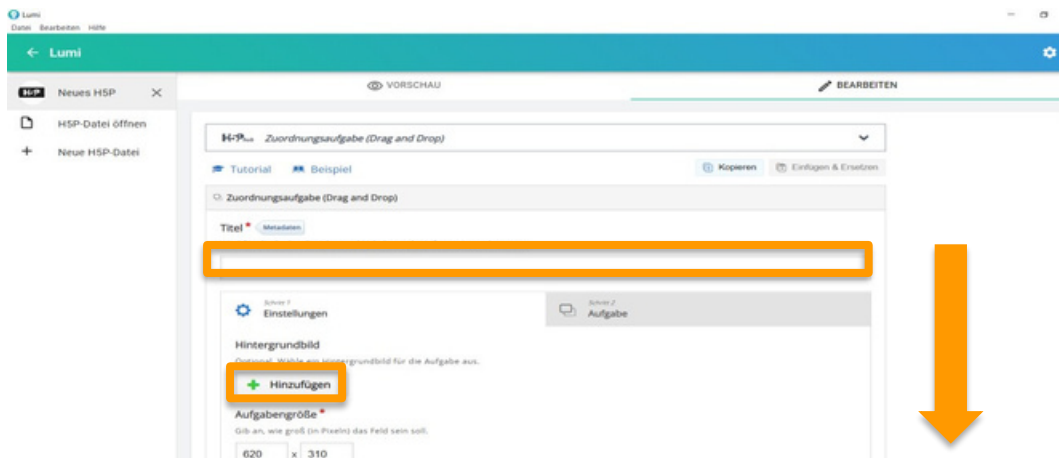 Lumi
Datei Bearbeiten Hilfe
← Lumi
H5P Neues H5P ×
VORSCHAU
BEARBEITEN
H5P-Datei öffnen
+ Neue H5P-Datei
Zuordnungsaufgabe (Drag and Drop)
Tutorial Beispiel
Kopieren Einfügen & Ersetzen
Zuordnungsaufgabe (Drag and Drop)
Titel * Metadaten
Schritt 1
Einstellungen
Schritt 2
Aufgabe
Hintergrundbild
Optional. Wähle ein Hintergrundbild für die Aufgabe aus.
+ Hinzufügen
Aufgabengröße *
Gib an, wie groß (in Pixeln) das Feld sein soll.
620 x 310